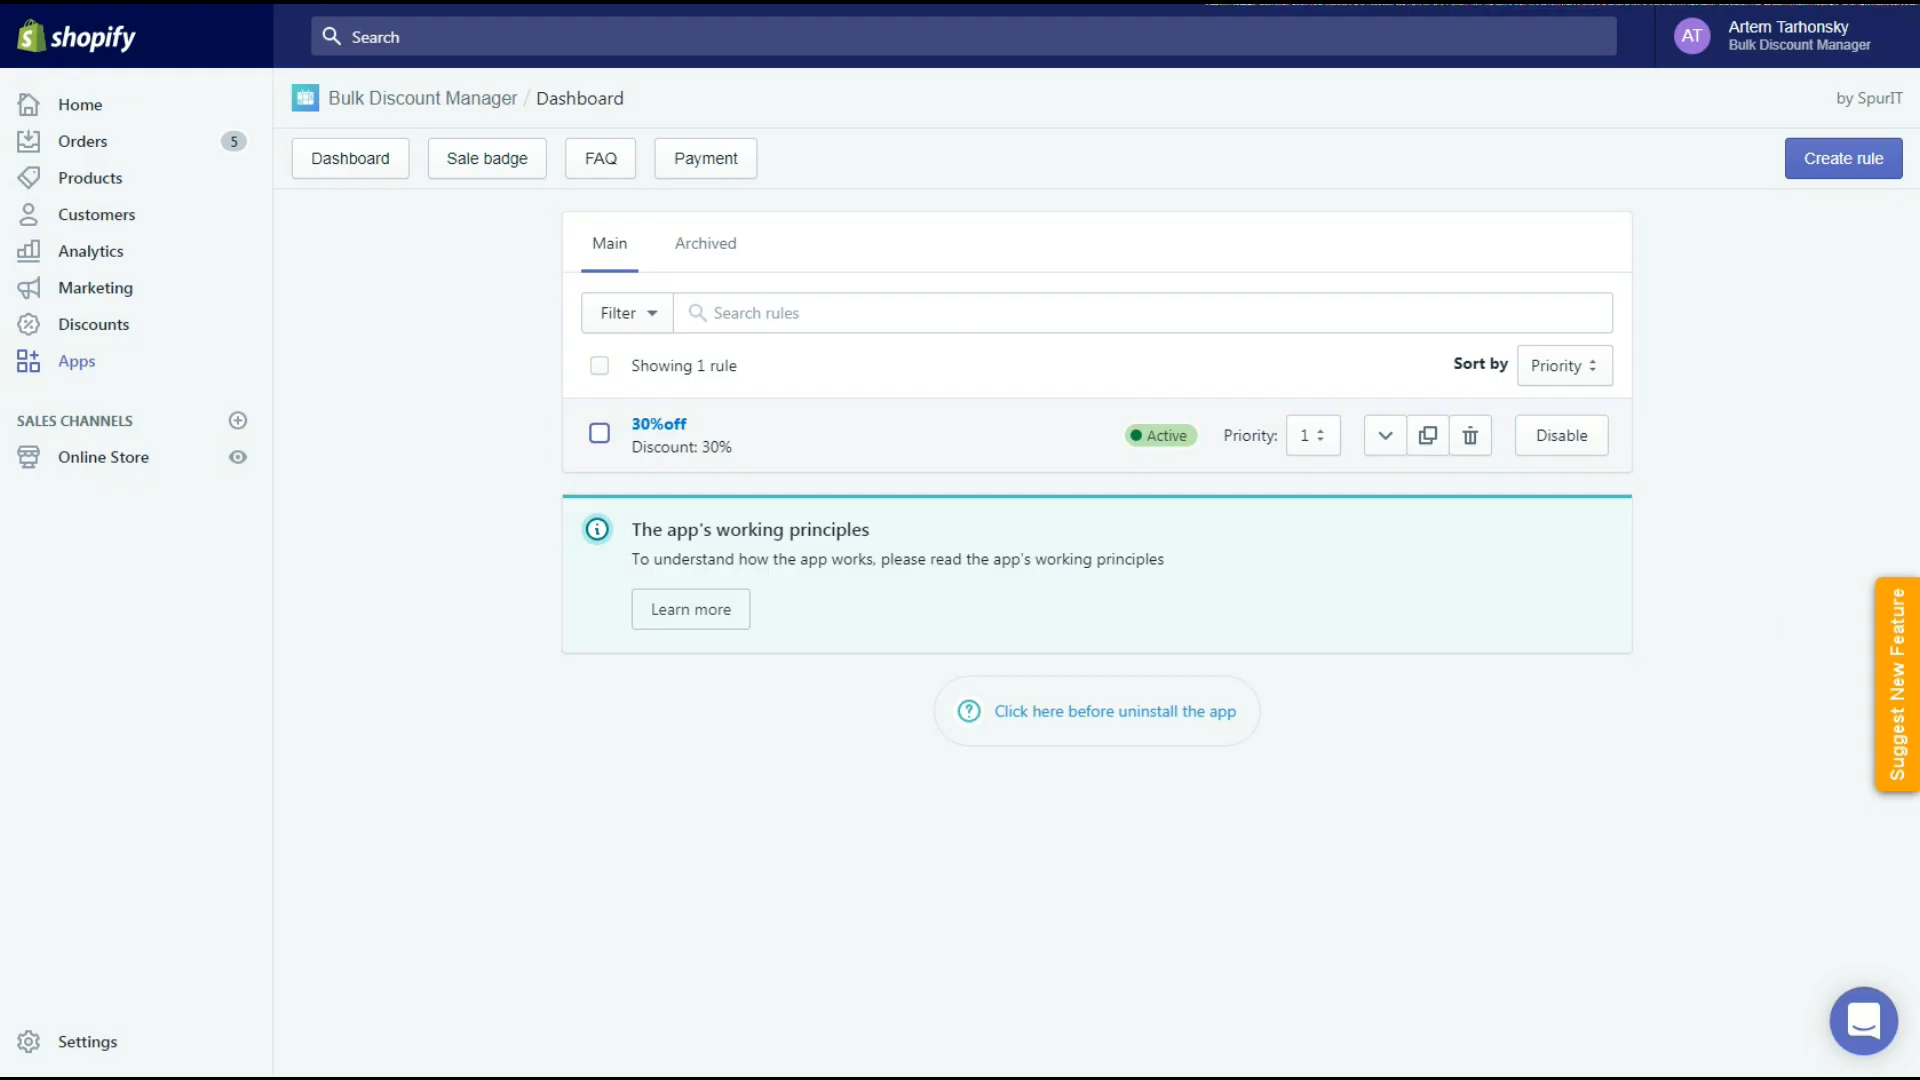 shopify
Search
AT
Artem Tarhonsky
Bulk Discount Manager
Home
Orders
5
Products
Customers
Analytics
Marketing
Discounts
Apps
SALES CHANNELS
Online Store
Settings
Bulk Discount Manager / Dashboard
by SpurIT
Dashboard
Sale badge
FAQ
Payment
Create rule
Main
Archived
Filter
Search rules
Showing 1 rule
Sort by
Priority
30%off
Discount: 30%
Active
Priority:
1
Disable
The app's working principles
To understand how the app works, please read the app's working principles
Learn more
Click here before uninstall the app
Suggest New Feature